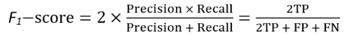 F₁−score = 2 × (Precision × Recall)/(Precision + Recall) = 2TP/(2TP + FP + FN)